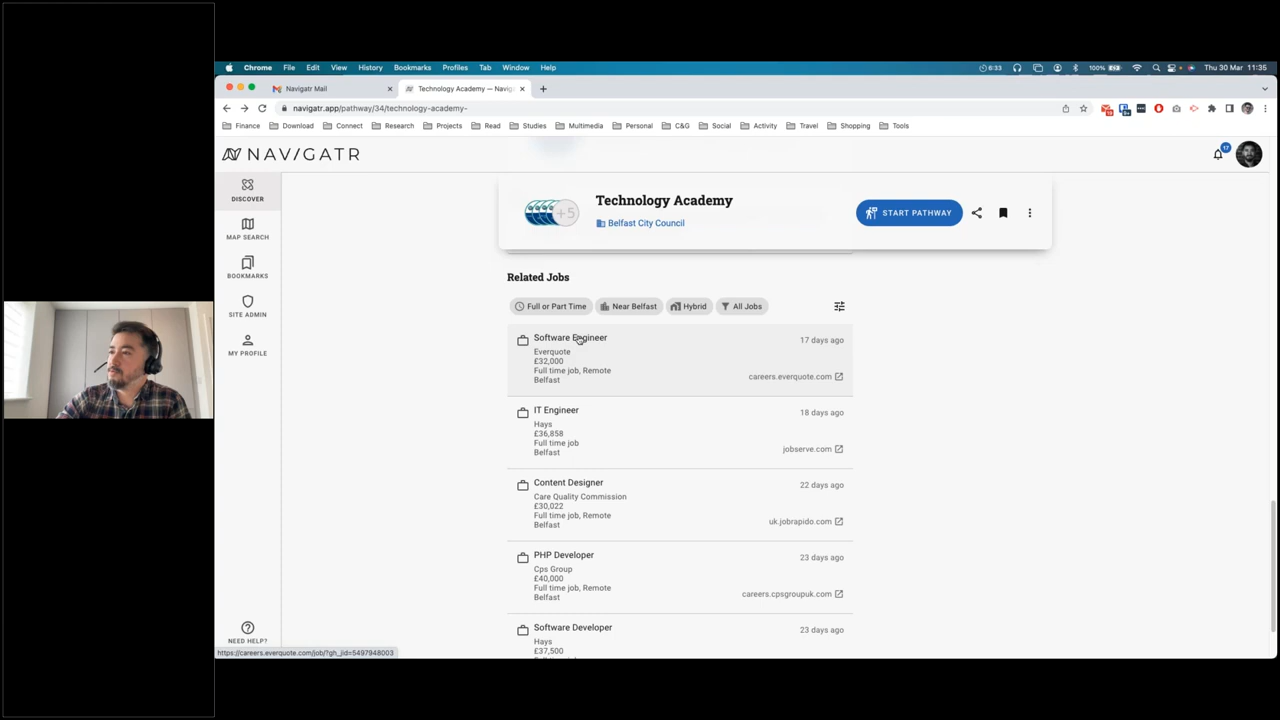 Chrome File Edit View History Bookmarks Profiles Tab Window Help
6:33 100% Thu 30 Mar 11:35
Navigatr Mail
Technology Academy — Naviga
navigatr.app/pathway/34/technology-academy-
Finance Download Connect Research Projects Read Studies Multimedia Personal C&G Social Activity Travel Shopping Tools
NAVIGATR
17
DISCOVER
MAP SEARCH
BOOKMARKS
SITE ADMIN
MY PROFILE
NEED HELP?
+5
Technology Academy
Belfast City Council
START PATHWAY
Related Jobs
Full or Part Time Near Belfast Hybrid All Jobs
Software Engineer
17 days ago
Everquote
£32,000
Full time job, Remote
careers.everquote.com
Belfast
IT Engineer
18 days ago
Hays
£36,858
Full time job
jobserve.com
Belfast
Content Designer
22 days ago
Care Quality Commission
£30,022
Full time job, Remote
uk.jobrapido.com
Belfast
PHP Developer
23 days ago
Cps Group
£40,000
Full time job, Remote
careers.cpsgroupuk.com
Belfast
Software Developer
23 days ago
Hays
£37,500
https://careers.everquote.com/job/?gh_jid=5497948003